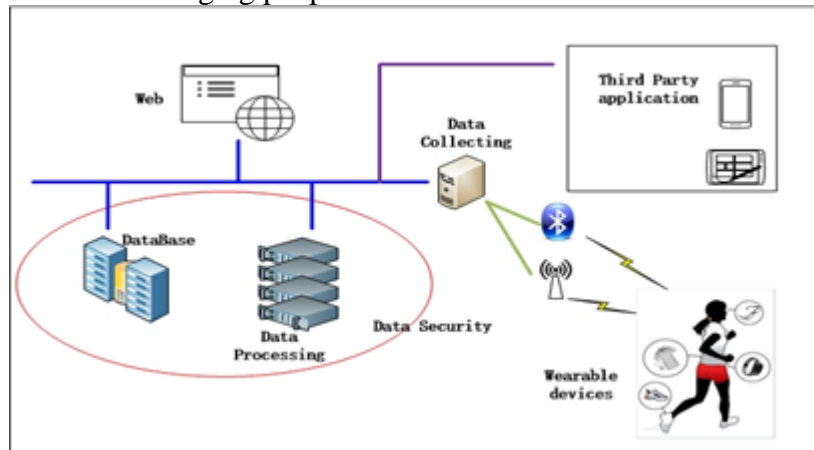 Web
Third Party
application
Data
Collecting
DataBase
Data Security
Data
Processing
Wearable
devices